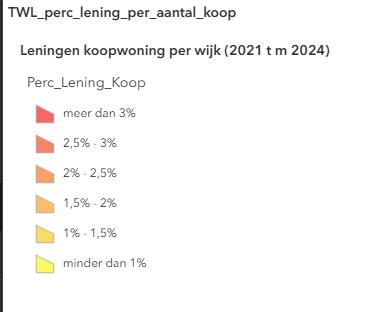 TWL_perc_lening_per_aantal_koop
Leningen koopwoning per wijk (2021 t m 2024)
Perc_Lening_Koop
meer dan 3%
2,5% - 3%
2% - 2,5%
1,5% - 2%
1% - 1,5%
minder dan 1%